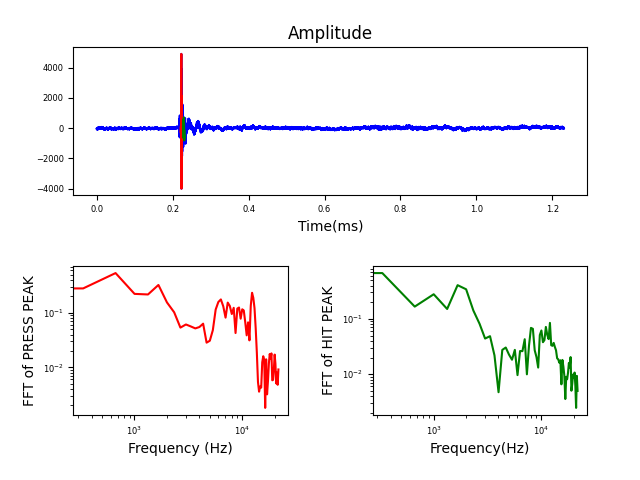 Amplitude
4000
2000
0
−2000
−4000
0.0 0.2 0.4 0.6 0.8 1.0 1.2
Time(ms)
FFT of PRESS PEAK
10⁻¹
10⁻²
10³ 10⁴
Frequency (Hz)
FFT of HIT PEAK
10⁻¹
10⁻²
10³ 10⁴
Frequency(Hz)